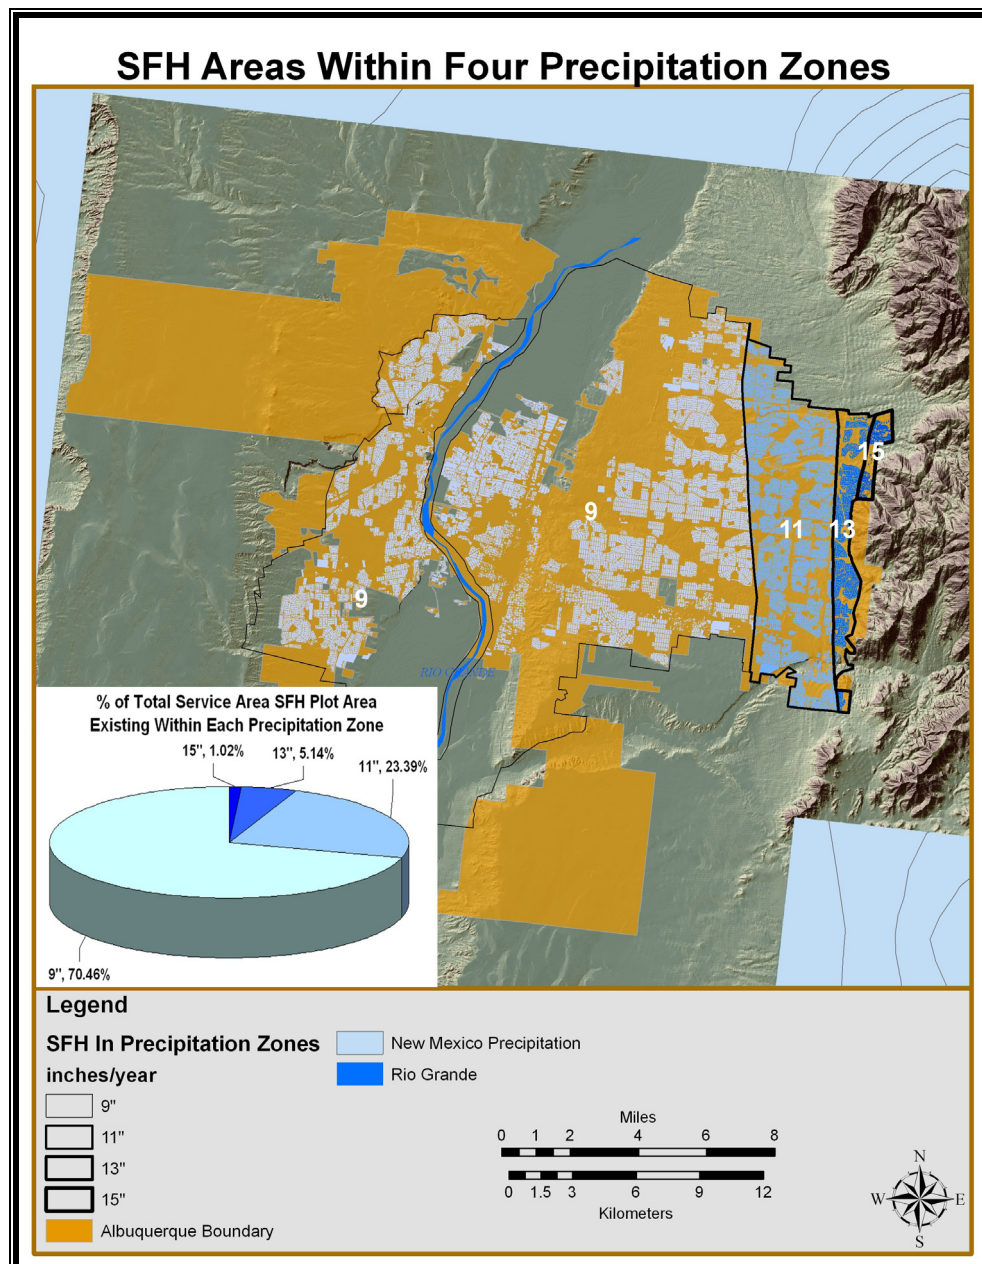 SFH Areas Within Four Precipitation Zones
15
9
11
13
9
RIO GRANDE
% of Total Service Area SFH Plot Area
Existing Within Each Precipitation Zone
15", 1.02%
13", 5.14%
11", 23.39%
9", 70.46%
Legend
SFH In Precipitation Zones
inches/year
9"
11"
13"
15"
Albuquerque Boundary
New Mexico Precipitation
Rio Grande
Miles
0 1 2 4 6 8
0 1.5 3 6 9 12
Kilometers
N
W E
S